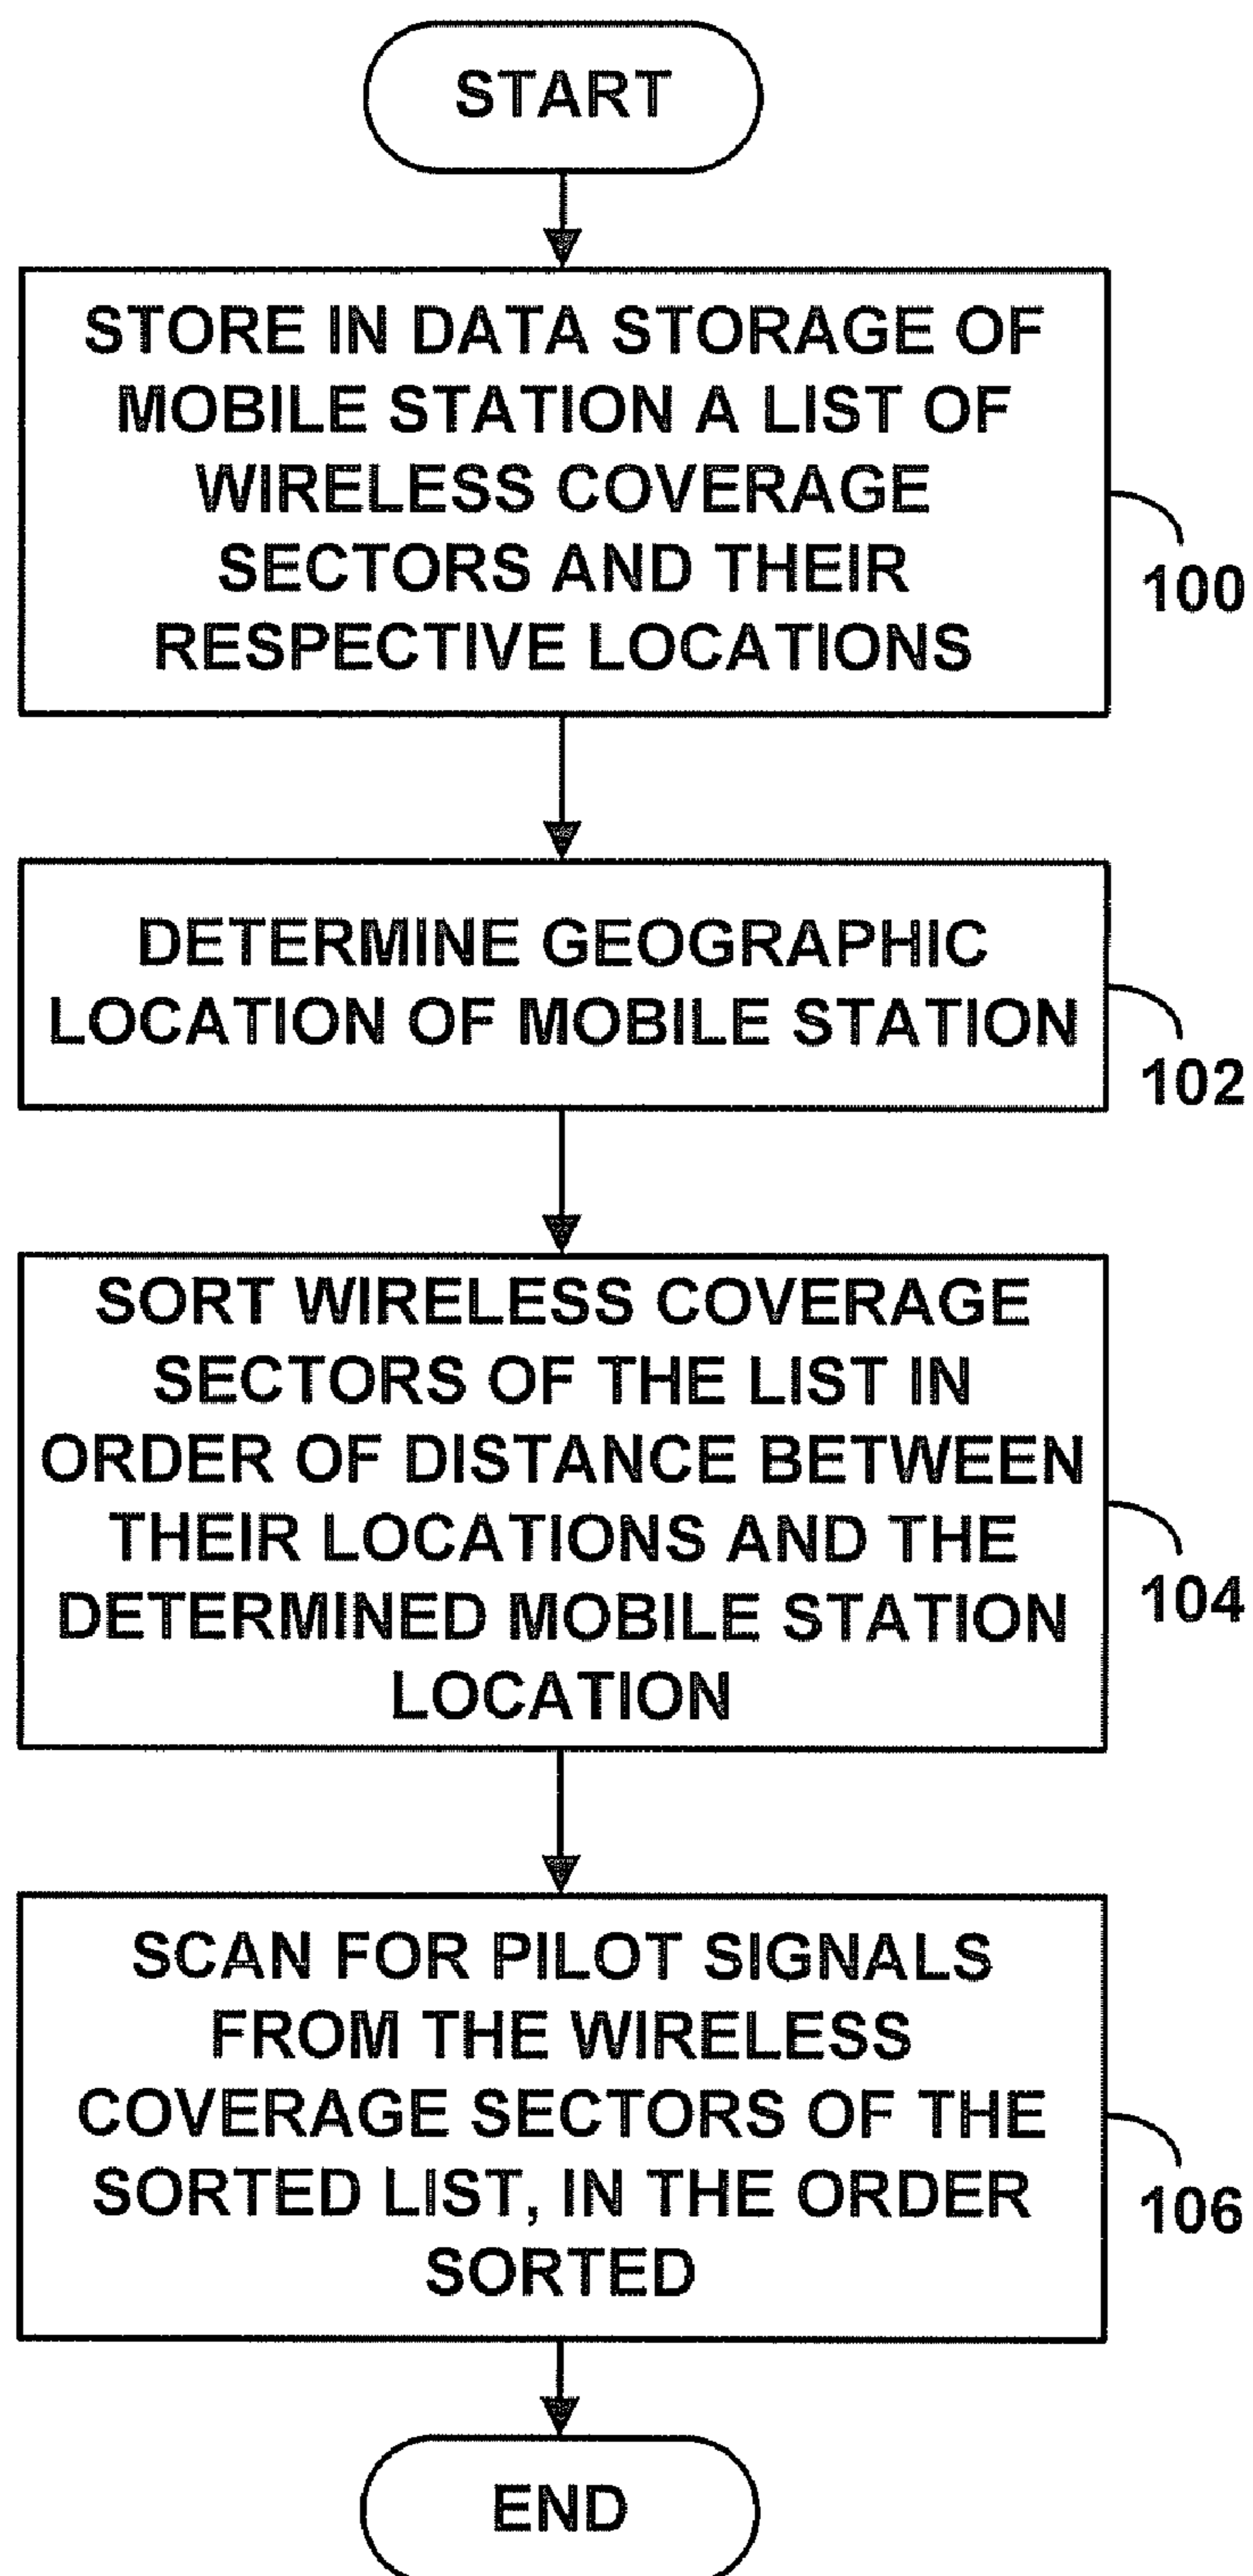 START
STORE IN DATA STORAGE OF
MOBILE STATION A LIST OF
WIRELESS COVERAGE
SECTORS AND THEIR
RESPECTIVE LOCATIONS
100
DETERMINE GEOGRAPHIC
LOCATION OF MOBILE STATION
102
SORT WIRELESS COVERAGE
SECTORS OF THE LIST IN
ORDER OF DISTANCE BETWEEN
THEIR LOCATIONS AND THE
DETERMINED MOBILE STATION
LOCATION
104
SCAN FOR PILOT SIGNALS
FROM THE WIRELESS
COVERAGE SECTORS OF THE
SORTED LIST, IN THE ORDER
SORTED
106
END